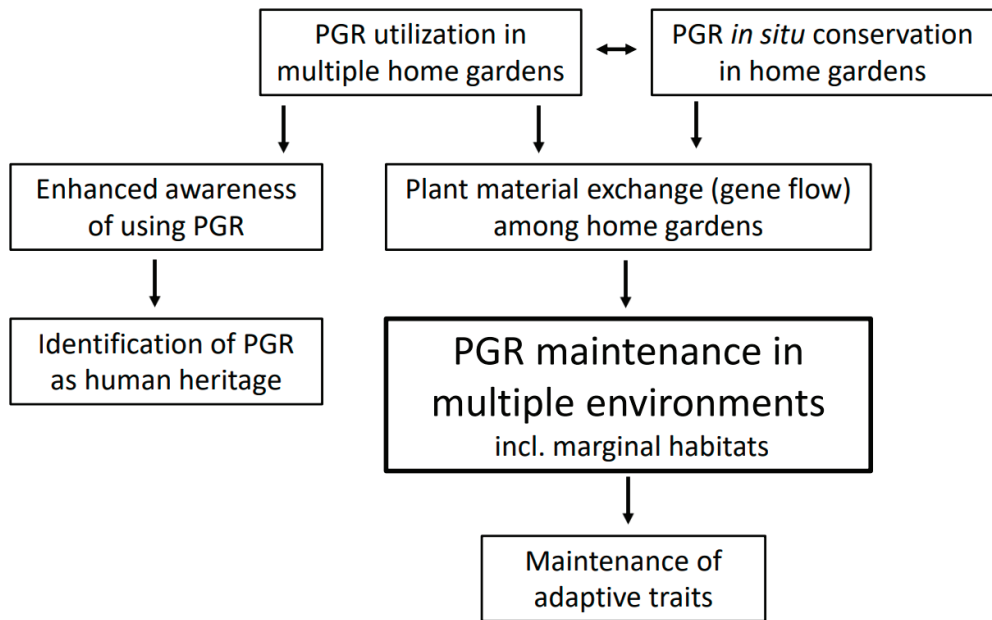 PGR utilization in
multiple home gardens
PGR in situ conservation
in home gardens
Enhanced awareness
of using PGR
Plant material exchange (gene flow)
among home gardens
Identification of PGR
as human heritage
PGR maintenance in
multiple environments
incl. marginal habitats
Maintenance of
adaptive traits